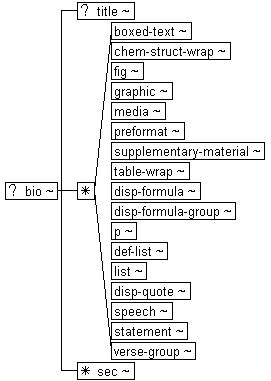 ? title ~
boxed-text ~
chem-struct-wrap ~
fig ~
graphic ~
media ~
preformat ~
supplementary-material ~
table-wrap ~
? bio ~
*
disp-formula ~
disp-formula-group ~
p ~
def-list ~
list ~
disp-quote ~
speech ~
statement ~
verse-group ~
* sec ~